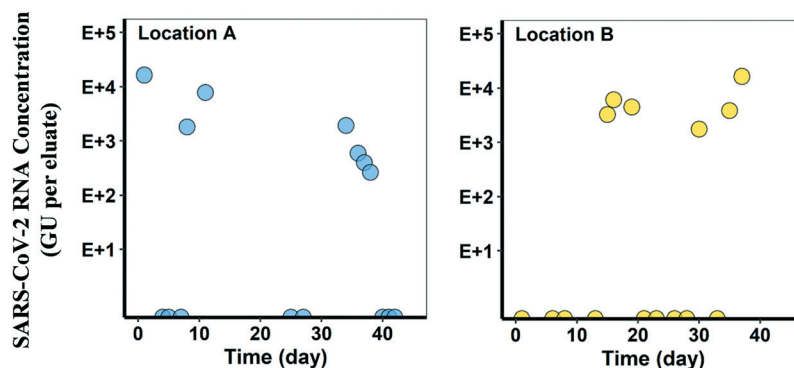 SARS-CoV-2 RNA Concentration
(GU per eluate)
Location A
E+5
E+4
E+3
E+2
E+1
0 10 20 30 40
Time (day)
Location B
E+5
E+4
E+3
E+2
E+1
0 10 20 30 40
Time (day)